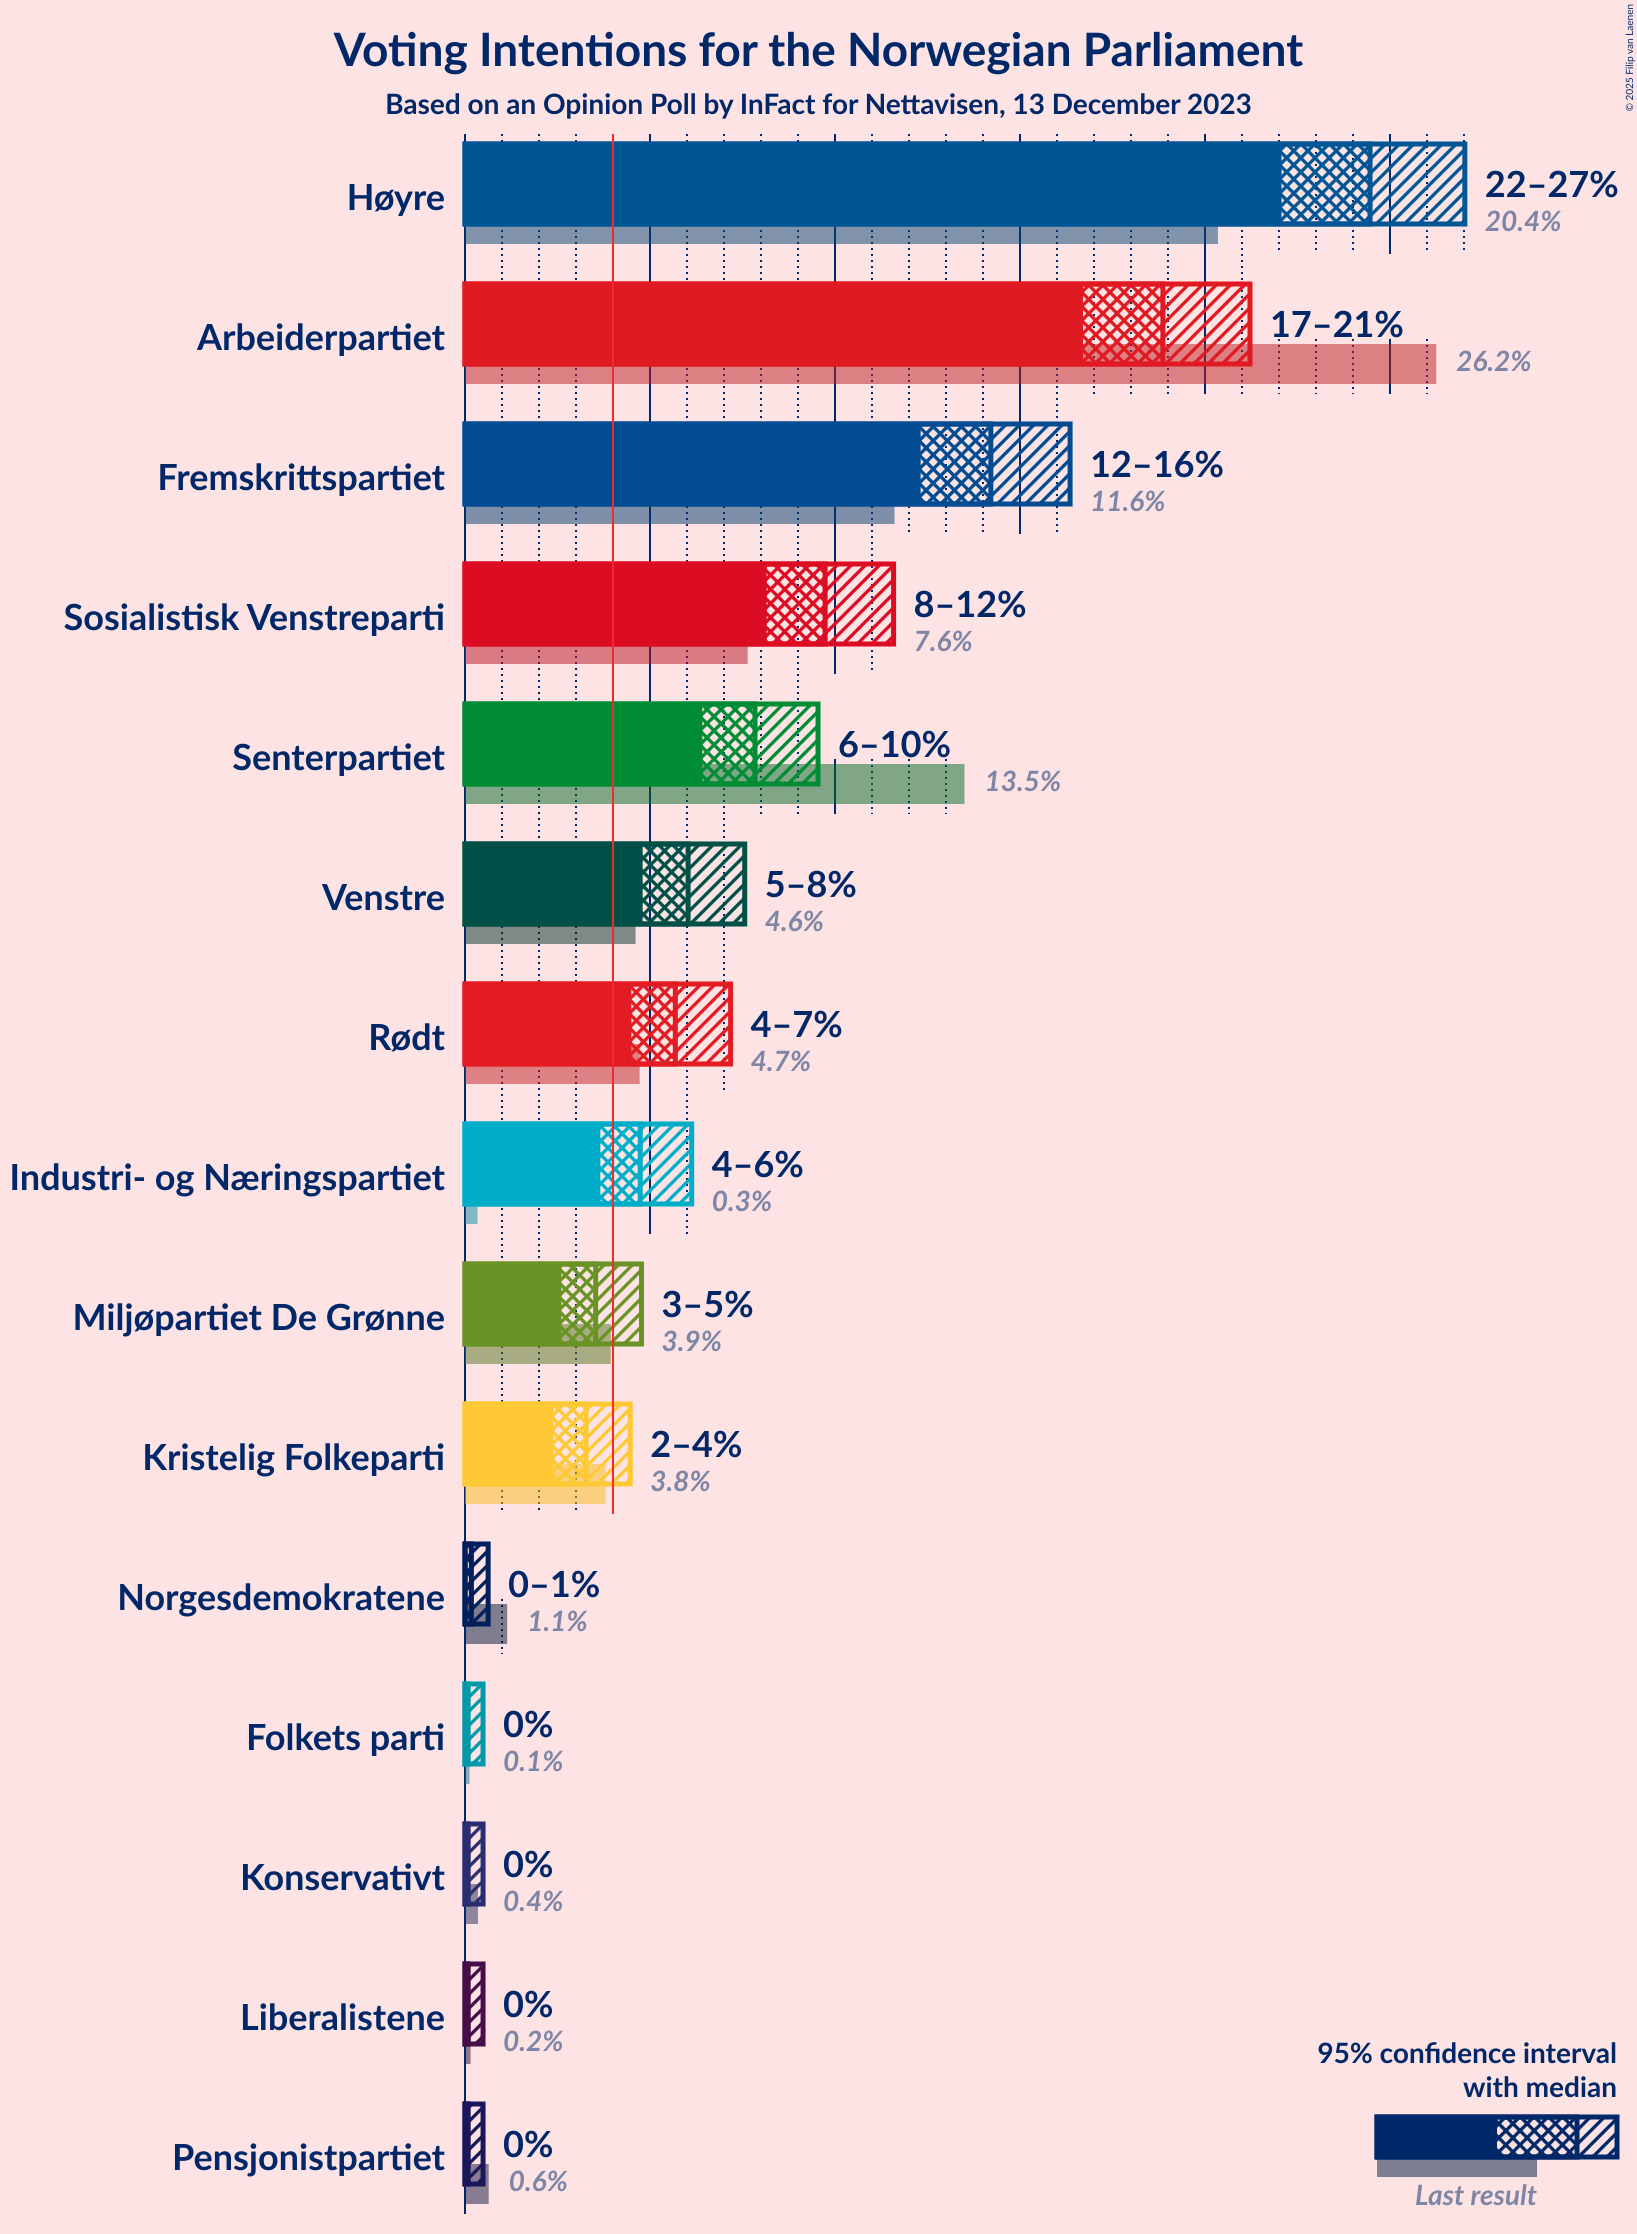 Voting Intentions for the Norwegian Parliament
Based on an Opinion Poll by InFact for Nettavisen, 13 December 2023
© 2025 Filip van Laenen
Høyre
22–27%
20.4%
Arbeiderpartiet
17–21%
26.2%
Fremskrittspartiet
12–16%
11.6%
Sosialistisk Venstreparti
8–12%
7.6%
Senterpartiet
6–10%
13.5%
Venstre
5–8%
4.6%
Rødt
4–7%
4.7%
Industri- og Næringspartiet
4–6%
0.3%
Miljøpartiet De Grønne
3–5%
3.9%
Kristelig Folkeparti
2–4%
3.8%
Norgesdemokratene
0–1%
1.1%
Folkets parti
0%
0.1%
Konservativt
0%
0.4%
Liberalistene
0%
0.2%
Pensjonistpartiet
0%
0.6%
95% confidence interval
with median
Last result